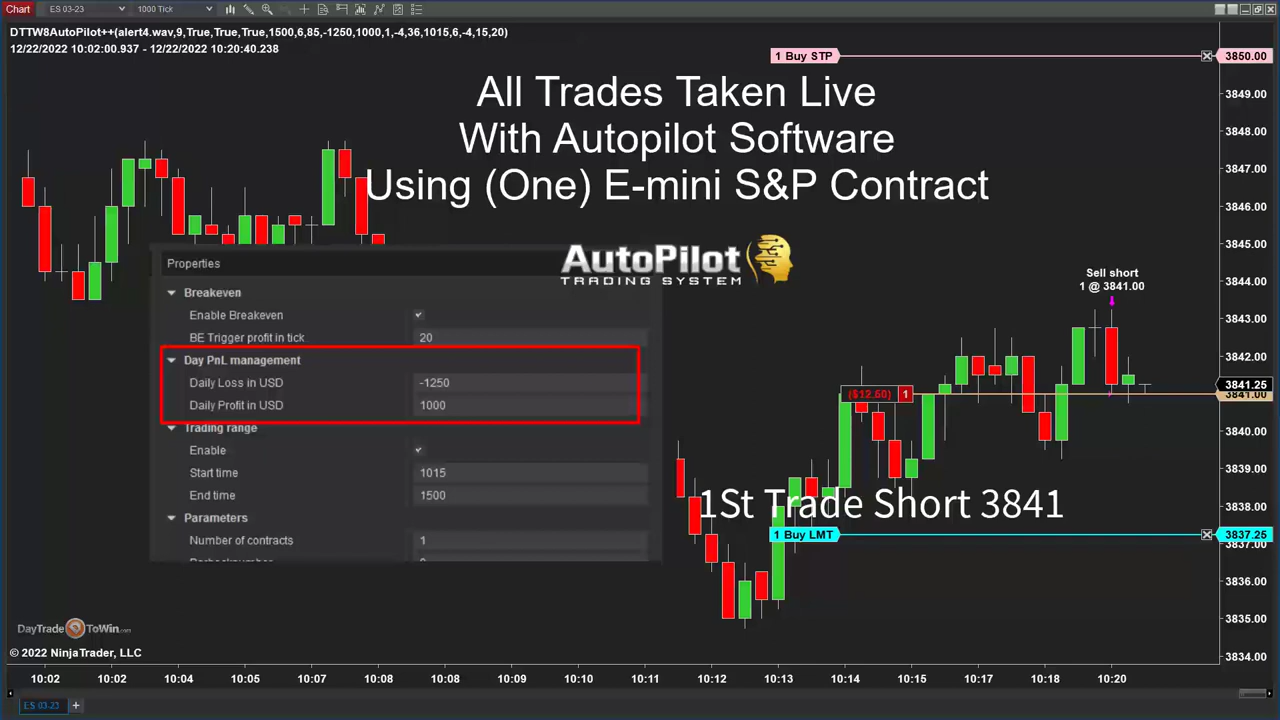 Chart
ES 03-23
1000 Tick
DTTW8AutoPilot++(alert4.wav,9,True,True,True,1500,6,85,-1250,1000,1,-4,36,1015,6,-4,15,20)
12/22/2022 10:02:00.937 - 12/22/2022 10:20:40.238
1 Buy STP
3850.00
All Trades Taken Live
With Autopilot Software
Using (One) E-mini S&P Contract
AutoPilot
TRADING SYSTEM
3849.00
3848.00
3847.00
3846.00
3845.00
3844.00
3843.00
3842.00
3841.25
3841.00
3840.00
3839.00
3838.00
3837.25
3837.00
3836.00
3835.00
3834.00
Properties
Breakeven
Enable Breakeven
BE Trigger profit in tick 20
Day PnL management
Daily Loss in USD -1250
Daily Profit in USD 1000
Trading range
Enable
Start time 1015
End time 1500
Parameters
Number of contracts 1
Sell short
1 @ 3841.00
($12.50) 1
1St Trade Short 3841
1 Buy LMT
DayTradeToWin.com
© 2022 NinjaTrader, LLC
10:02 10:02 10:04 10:05 10:07 10:08 10:09 10:10 10:10 10:11 10:12 10:12 10:14 10:15 10:17 10:18 10:20
ES 03-23 +